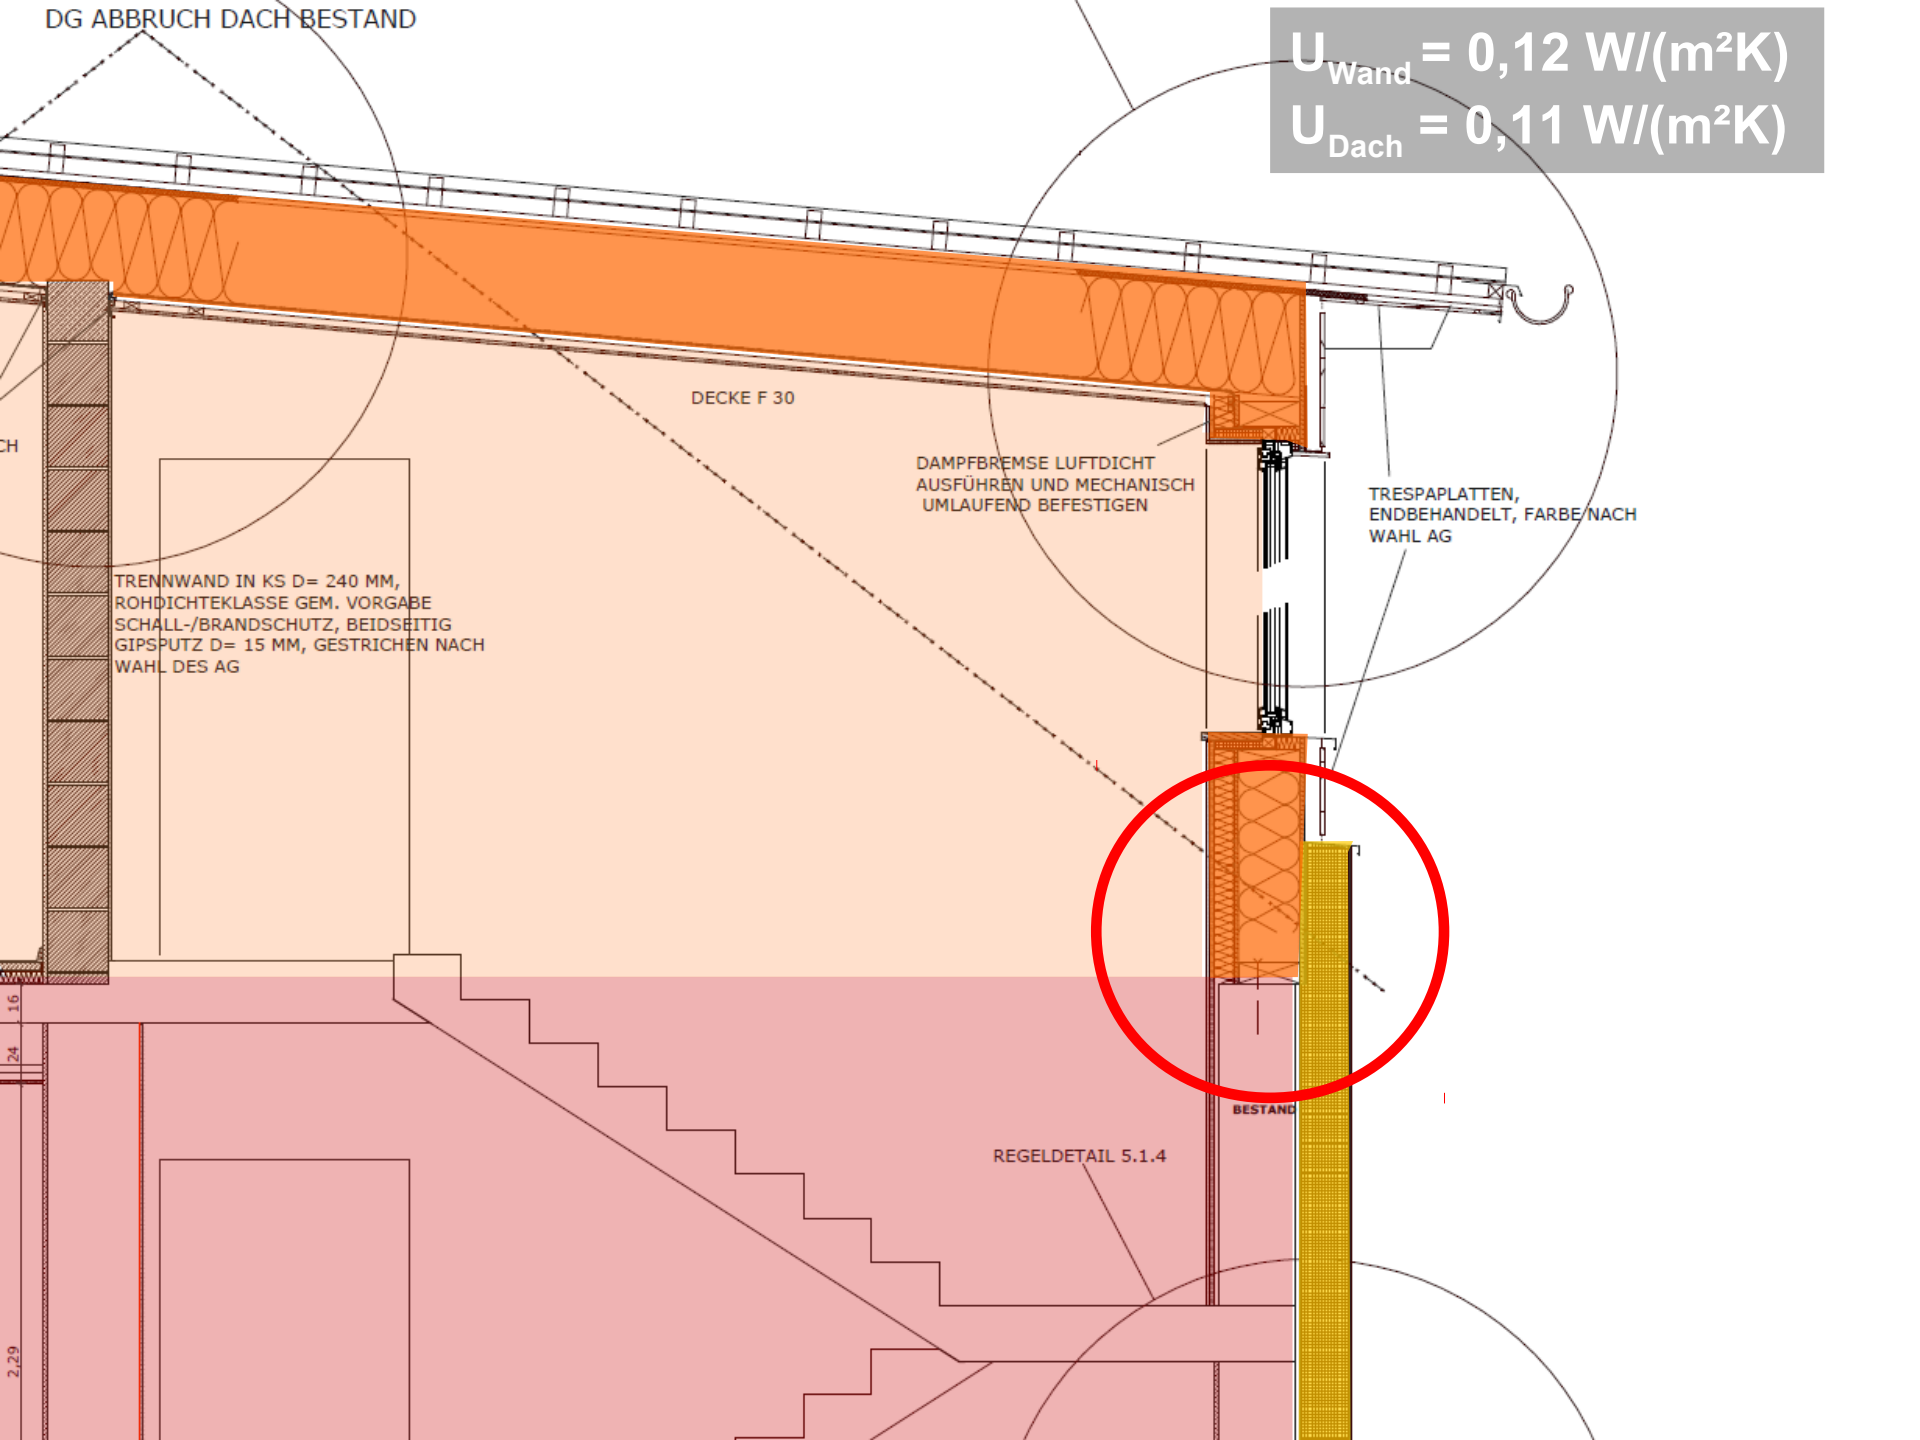 DG ABBRUCH DACH BESTAND
U_Wand = 0,12 W/(m²K)
U_Dach = 0,11 W/(m²K)
DECKE F 30
CH
DAMPFBREMSE LUFTDICHT
AUSFÜHREN UND MECHANISCH
UMLAUFEND BEFESTIGEN
TRESPAPLATTEN,
ENDBEHANDELT, FARBE NACH
WAHL AG
TRENNWAND IN KS D= 240 MM,
ROHDICHTEKLASSE GEM. VORGABE
SCHALL-/BRANDSCHUTZ, BEIDSEITIG
GIPSPUTZ D= 15 MM, GESTRICHEN NACH
WAHL DES AG
16
24
BESTAND
REGELDETAIL 5.1.4
2,29